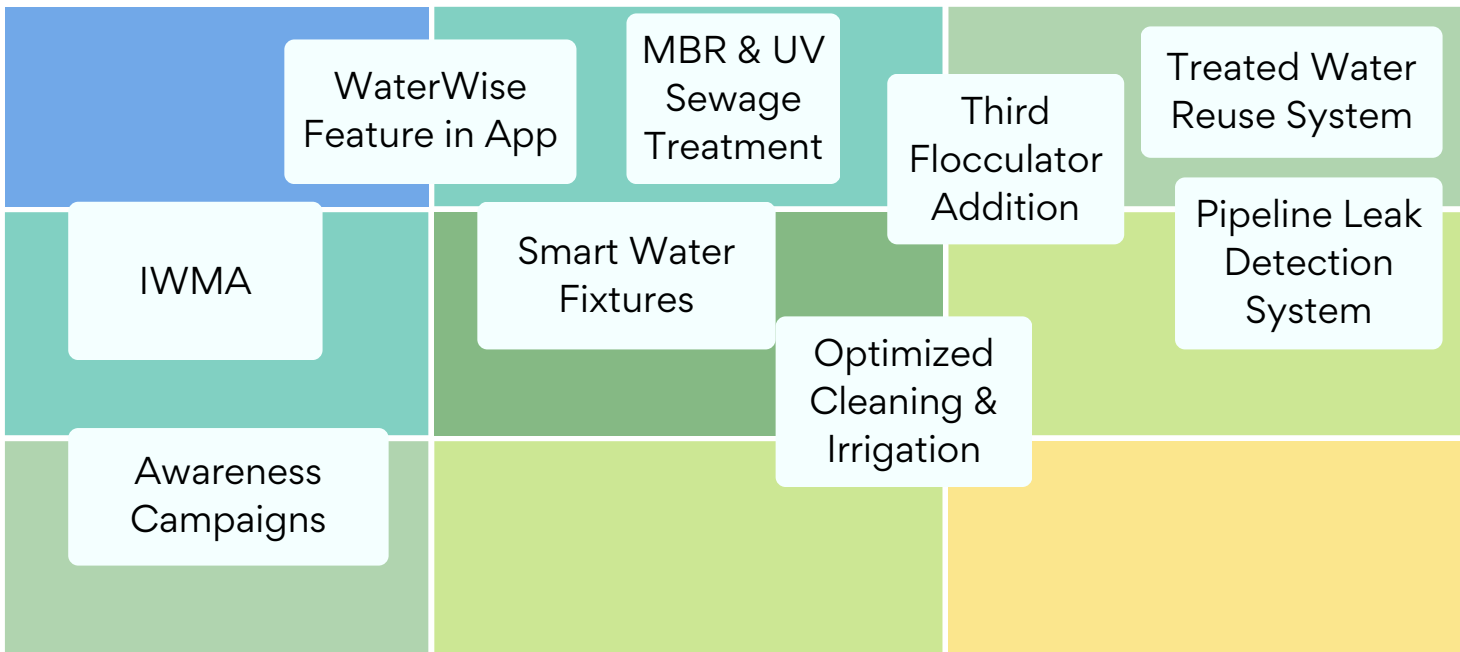 WaterWise
Feature in App
MBR & UV
Sewage
Treatment
Third
Flocculator
Addition
Treated Water
Reuse System
IWMA
Smart Water
Fixtures
Pipeline Leak
Detection
System
Optimized
Cleaning &
Irrigation
Awareness
Campaigns